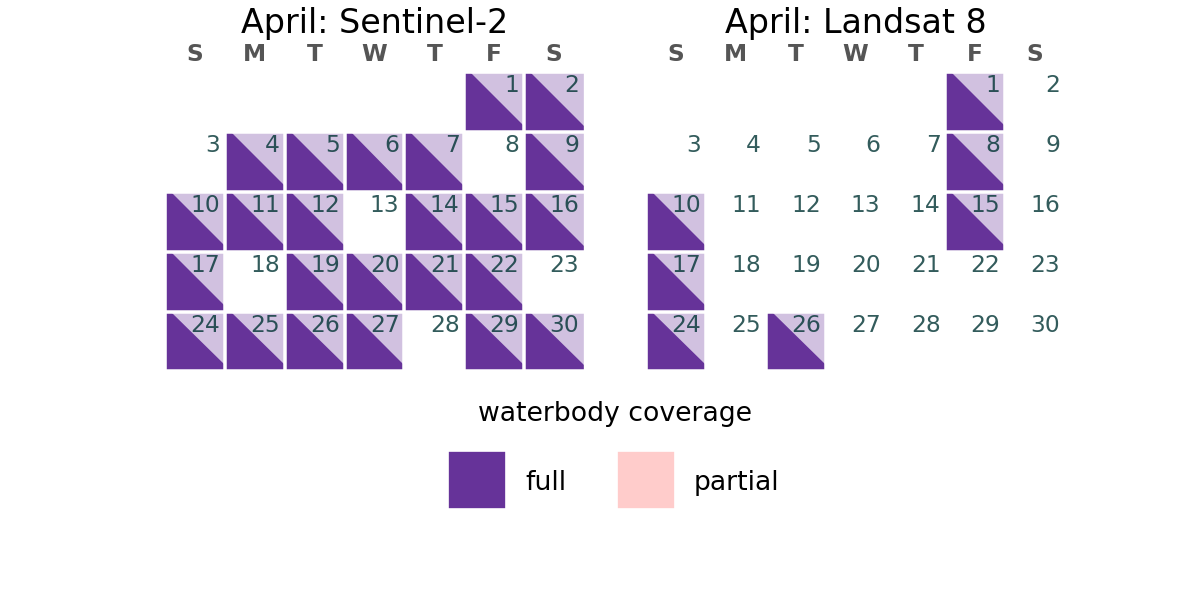 April: Sentinel-2
S M T W T F S
1 2
3 4 5 6 7 8 9
10 11 12 13 14 15 16
17 18 19 20 21 22 23
24 25 26 27 28 29 30
April: Landsat 8
S M T W T F S
1 2
3 4 5 6 7 8 9
10 11 12 13 14 15 16
17 18 19 20 21 22 23
24 25 26 27 28 29 30
waterbody coverage
full
partial